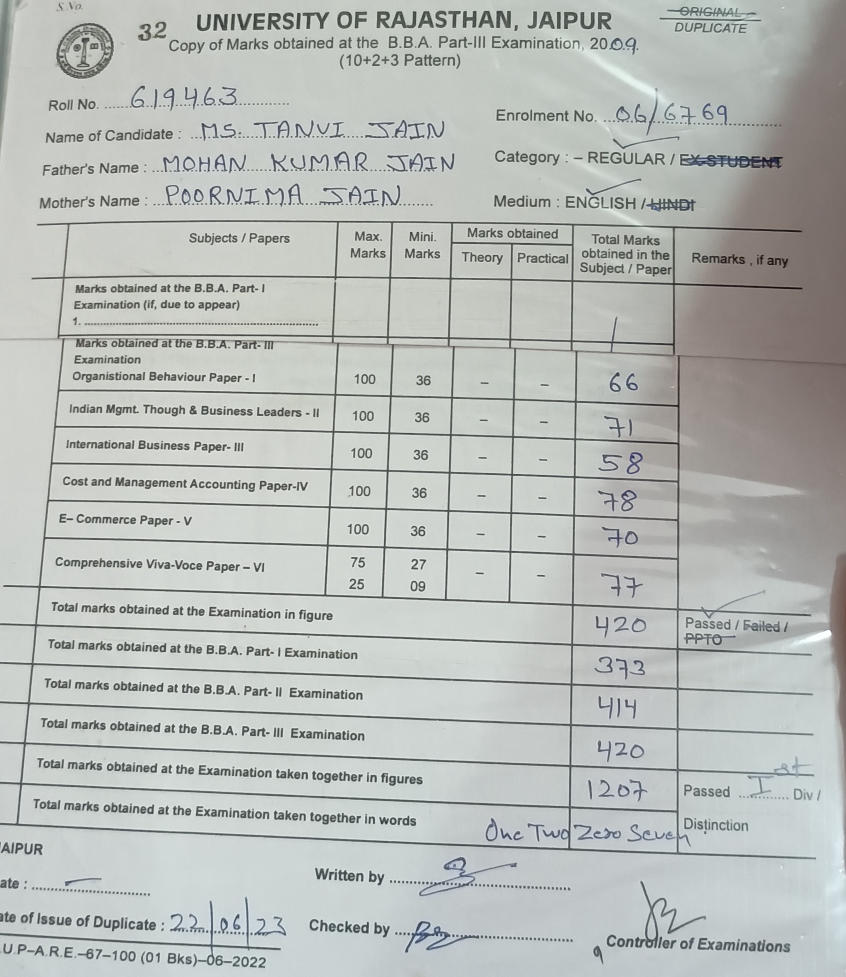 S.No.
32
UNIVERSITY OF RAJASTHAN, JAIPUR
ORIGINAL
DUPLICATE
Copy of Marks obtained at the B.B.A. Part-III Examination, 2009.
(10+2+3 Pattern)
Roll No. 619463
Enrolment No. 06/6769
Name of Candidate : MS. TANVI JAIN
Category : – REGULAR / EX-STUDENT
Father's Name : MOHAN KUMAR JAIN
Mother's Name : POORNIMA JAIN
Medium : ENGLISH / HINDI
Subjects / Papers Max. Marks Mini. Marks Marks obtained Theory Practical Total Marks obtained in the Subject / Paper Remarks , if any
Marks obtained at the B.B.A. Part- I
Examination (if, due to appear)
1.
Marks obtained at the B.B.A. Part- III
Examination
Organistional Behaviour Paper - I 100 36 – – 66
Indian Mgmt. Though & Business Leaders - II 100 36 – – 71
International Business Paper- III 100 36 – – 58
Cost and Management Accounting Paper-IV 100 36 – – 78
E– Commerce Paper - V 100 36 – – 70
Comprehensive Viva-Voce Paper – VI 75 27 – – 77
25 09
Total marks obtained at the Examination in figure 420 Passed / Failed /
PPTO
Total marks obtained at the B.B.A. Part- I Examination 373
Total marks obtained at the B.B.A. Part- II Examination 414
Total marks obtained at the B.B.A. Part- III Examination 420
Total marks obtained at the Examination taken together in figures 1207 Passed Ist Div /
Total marks obtained at the Examination taken together in words One Two Zero Seven Distinction
AIPUR
ate : –
Written by
ate of Issue of Duplicate : 22/06/23
Checked by
Controller of Examinations
.U.P–A.R.E.–67–100 (01 Bks)–06–2022